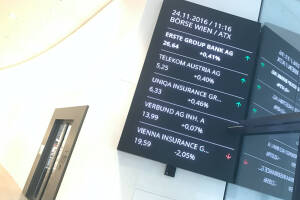 24.11.2016 / 11:16
BÖRSE WIEN / ATX
ERSTE GROUP BANK AG
26,64 +0,41%
TELEKOM AUSTRIA AG
5,25 +0,40%
UNIQA INSURANCE GR...
6,33 +0,46%
VERBUND AG INH. A
13,99 +0,07%
VIENNA INSURANCE G...
19,59 -2,05%